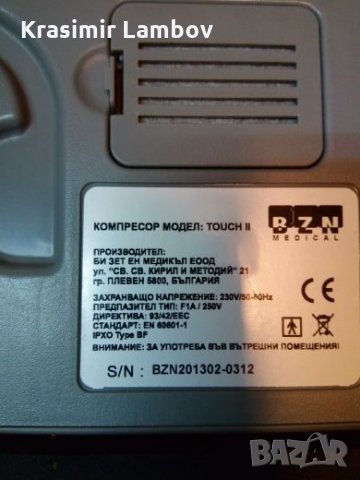 Krasimir Lambov
BZN
MEDICAL
КОМПРЕСОР МОДЕЛ: TOUCH II
ПРОИЗВОДИТЕЛ:
БИ ЗЕТ ЕН МЕДИКЪЛ ЕООД
ул. "СВ. СВ. КИРИЛ И МЕТОДИЙ" 21
гр. ПЛЕВЕН 5800, БЪЛГАРИЯ
ЗАХРАНВАЩО НАПРЕЖЕНИЕ: 230V/50-60Hz
ПРЕДПАЗИТЕЛ ТИП: F1A / 250V
ДИРЕКТИВА: 93/42/EEC
СТАНДАРТ: EN 60601-1
IPXO Type BF
CE
ВНИМАНИЕ: ЗА УПОТРЕБА ВЪВ ВЪТРЕШНИ ПОМЕЩЕНИЯ!
S/N : BZN201302-0312
BAZAR